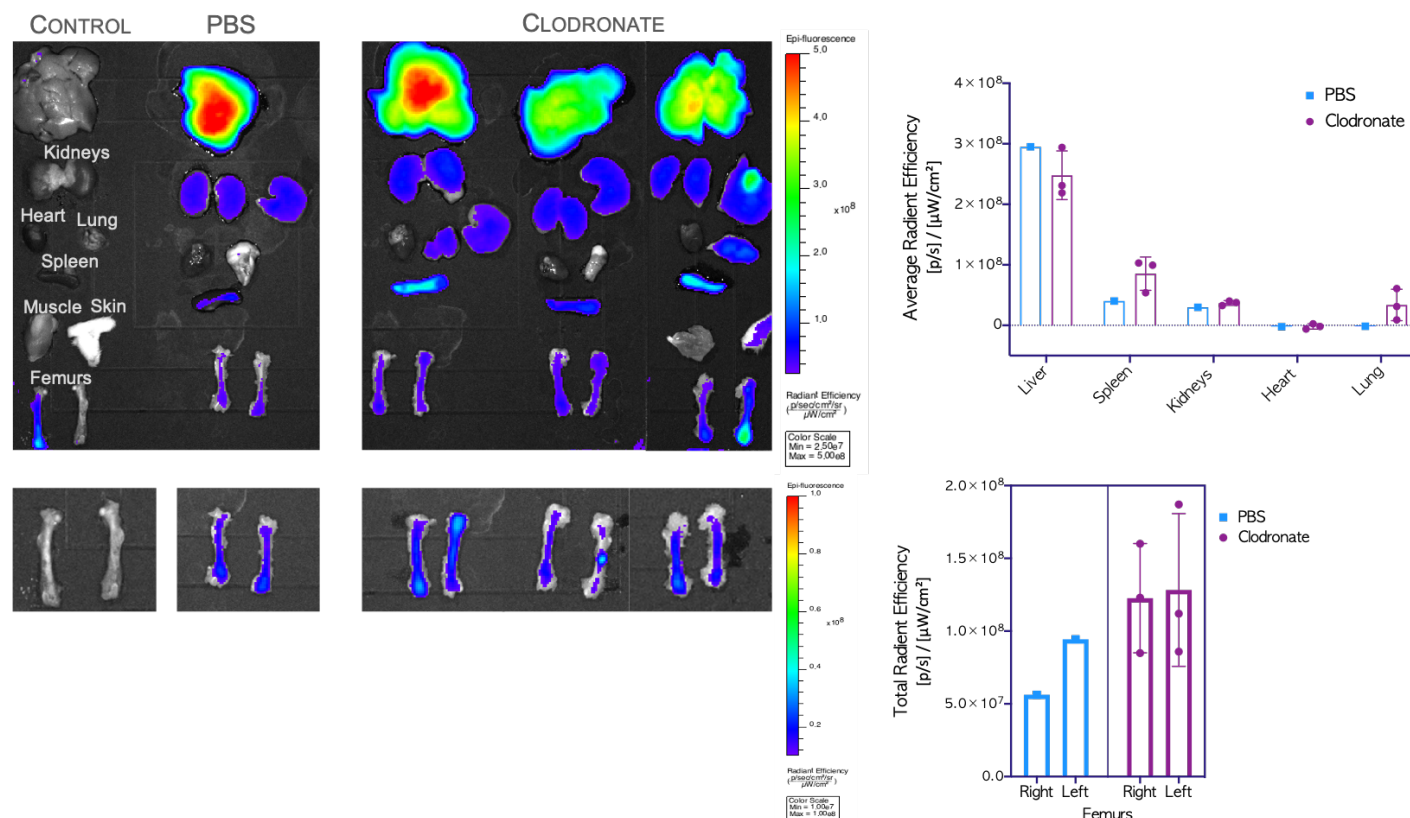 CONTROL
PBS
CLODRONATE
Kidneys
Heart
Lung
Spleen
Muscle
Skin
Femurs
Epi-fluorescence
5,0
4,0
3,0
x10⁸
2,0
1,0
Radiant Efficiency
(p/sec/cm²/sr
µW/cm²)
Color Scale
Min = 2,50e7
Max = 5,00e8
Epi-fluorescence
1,0
0,8
0,6
x10⁸
0,4
0,2
Radiant Efficiency
(p/sec/cm²/sr
µW/cm²)
Color Scale
Min = 1,00e7
Max = 1,00e8
Average Radient Efficiency
[p/s] / [µW/cm²]
4×10⁸
3×10⁸
2×10⁸
1×10⁸
0
PBS
Clodronate
Liver
Spleen
Kidneys
Heart
Lung
Total Radient Efficiency
[p/s] / [µW/cm²]
2.0×10⁸
1.5×10⁸
1.0×10⁸
5.0×10⁷
0.0
PBS
Clodronate
Right Left
Right Left
Femurs